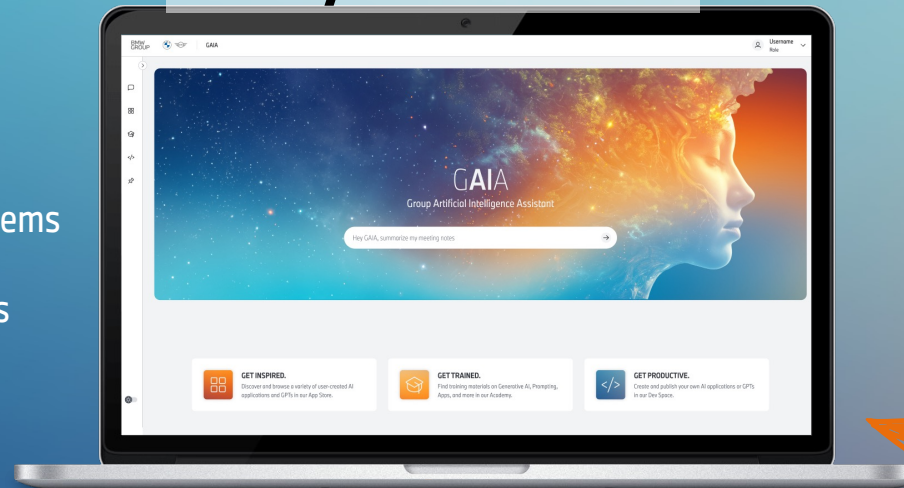 BMW
GROUP
GAIA
Username
Role
ems
s
GAIA
Group Artificial Intelligence Assistant
Hey GAIA, summarize my meeting notes
GET INSPIRED.
Discover and browse a variety of user-created AI
applications and GPTs in our App Store.
GET TRAINED.
Find training materials on Generative AI, Prompting,
Apps, and more in our Academy.
GET PRODUCTIVE.
Create and publish your own AI applications or GPTs
in our Dev Space.